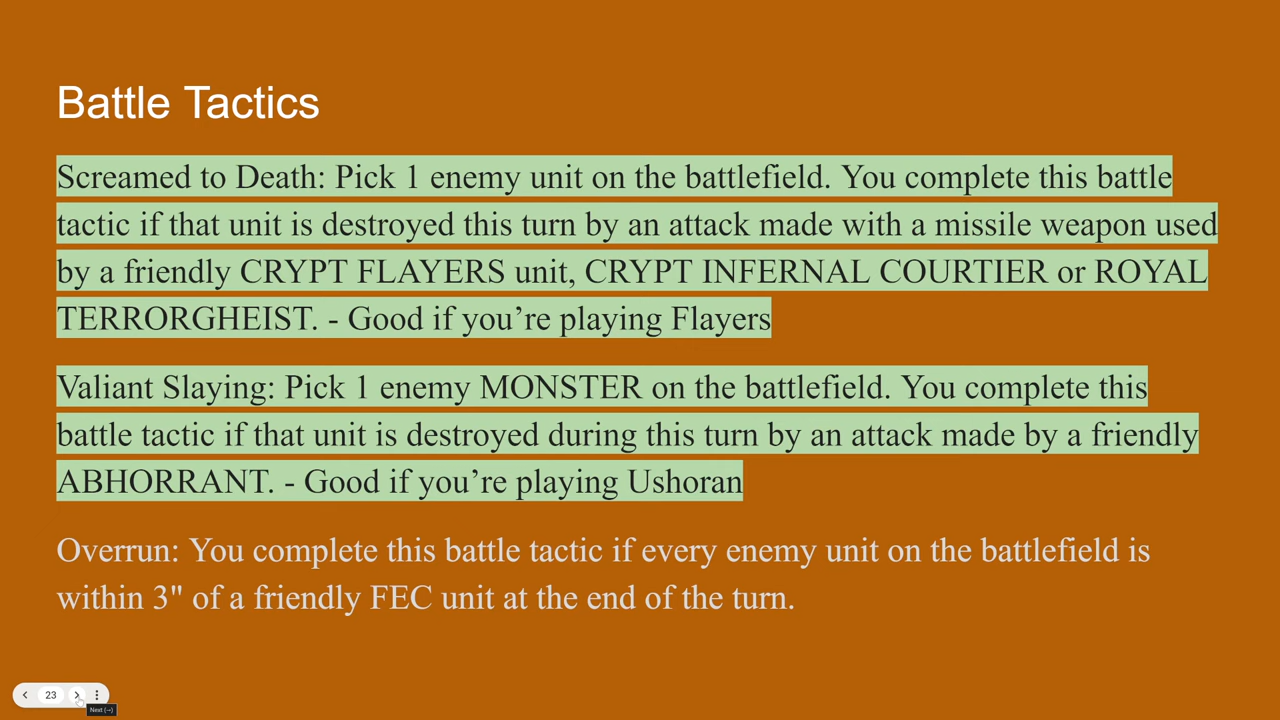 Battle Tactics
Screamed to Death: Pick 1 enemy unit on the battlefield. You complete this battle
tactic if that unit is destroyed this turn by an attack made with a missile weapon used
by a friendly CRYPT FLAYERS unit, CRYPT INFERNAL COURTIER or ROYAL
TERRORGHEIST. - Good if you’re playing Flayers
Valiant Slaying: Pick 1 enemy MONSTER on the battlefield. You complete this
battle tactic if that unit is destroyed during this turn by an attack made by a friendly
ABHORRANT. - Good if you’re playing Ushoran
Overrun: You complete this battle tactic if every enemy unit on the battlefield is
within 3" of a friendly FEC unit at the end of the turn.
23
Next (→)